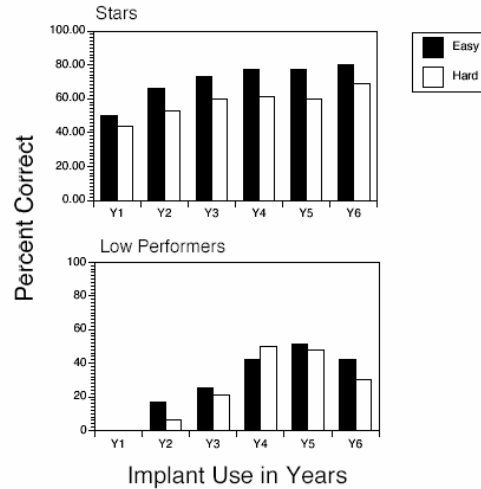 Stars
100.00
80.00
60.00
40.00
20.00
0.00
Y1 Y2 Y3 Y4 Y5 Y6
Easy
Hard
Percent Correct
Low Performers
100
80
60
40
20
0
Y1 Y2 Y3 Y4 Y5 Y6
Implant Use in Years